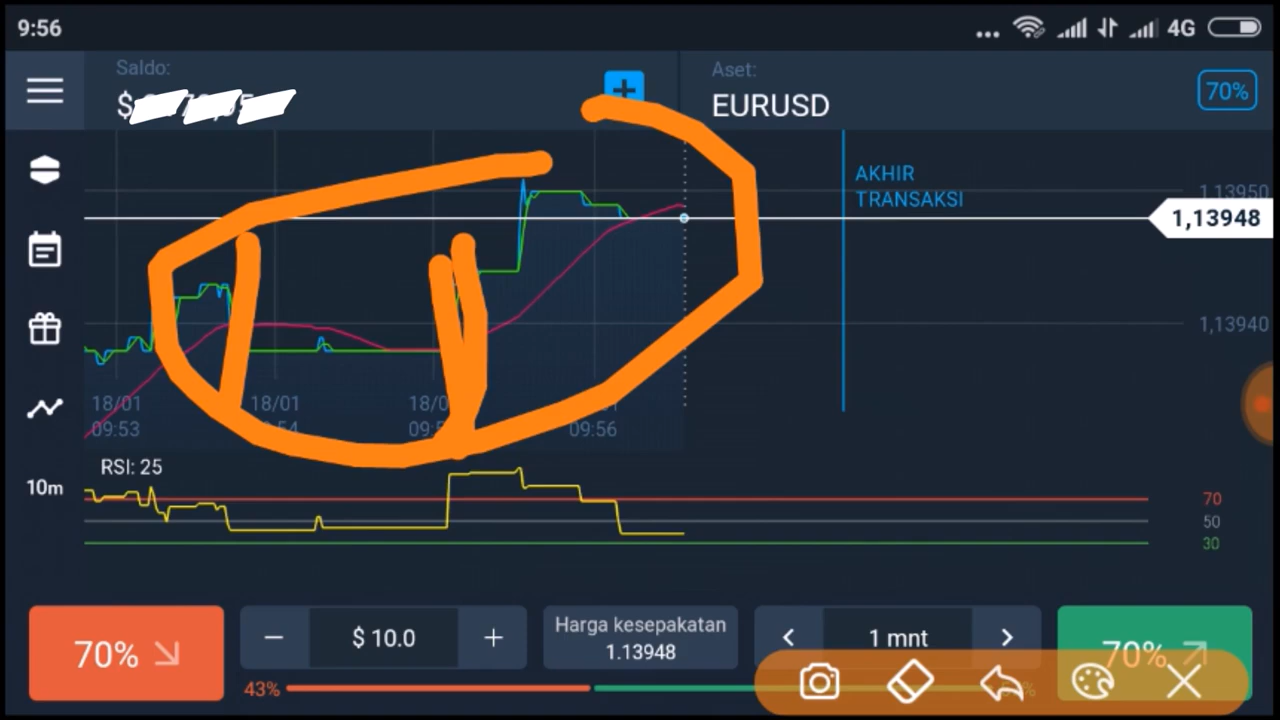 9:56
4G
Saldo:
$
Aset:
EURUSD
70%
AKHIR
TRANSAKSI
1,13950
1,13948
1,13940
18/01
09:53
18/01
18/0
09:56
RSI: 25
10m
70
50
30
70%
$ 10.0
Harga kesepakatan
1.13948
1 mnt
70%
43%